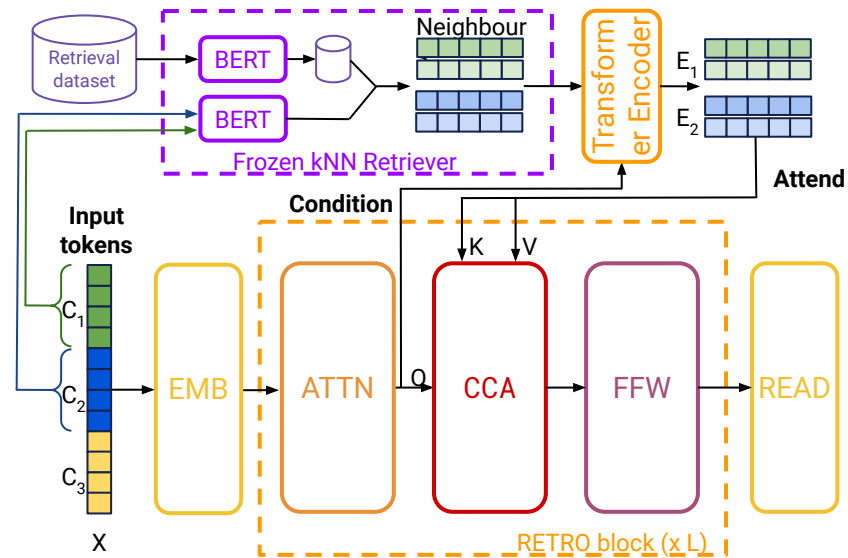 Retrieval
dataset
BERT
BERT
Neighbour
Frozen kNN Retriever
Transform
er Encoder
E1
E2
Condition
Attend
Input
tokens
K
V
C1
C2
C3
X
EMB
ATTN
Q
CCA
FFW
READ
RETRO block (x L)